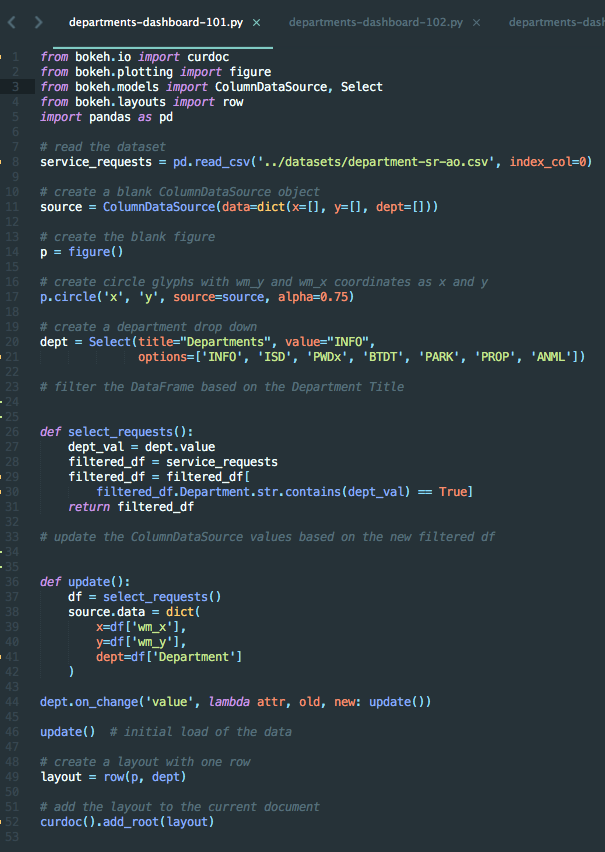 departments-dashboard-101.py × departments-dashboard-102.py × departments-dash
1 from bokeh.io import curdoc
2 from bokeh.plotting import figure
3 from bokeh.models import ColumnDataSource, Select
4 from bokeh.layouts import row
5 import pandas as pd
6
7 # read the dataset
8 service_requests = pd.read_csv('../datasets/department-sr-ao.csv', index_col=0)
9
10 # create a blank ColumnDataSource object
11 source = ColumnDataSource(data=dict(x=[], y=[], dept=[]))
12
13 # create the blank figure
14 p = figure()
15
16 # create circle glyphs with wm_y and wm_x coordinates as x and y
17 p.circle('x', 'y', source=source, alpha=0.75)
18
19 # create a department drop down
20 dept = Select(title="Departments", value="INFO",
21 options=['INFO', 'ISD', 'PWDx', 'BTDT', 'PARK', 'PROP', 'ANML'])
22
23 # filter the DataFrame based on the Department Title
24
25
26 def select_requests():
27 dept_val = dept.value
28 filtered_df = service_requests
29 filtered_df = filtered_df[
30 filtered_df.Department.str.contains(dept_val) == True]
31 return filtered_df
32
33 # update the ColumnDataSource values based on the new filtered df
34
35
36 def update():
37 df = select_requests()
38 source.data = dict(
39 x=df['wm_x'],
40 y=df['wm_y'],
41 dept=df['Department']
42 )
43
44 dept.on_change('value', lambda attr, old, new: update())
45
46 update() # initial load of the data
47
48 # create a layout with one row
49 layout = row(p, dept)
50
51 # add the layout to the current document
52 curdoc().add_root(layout)
53